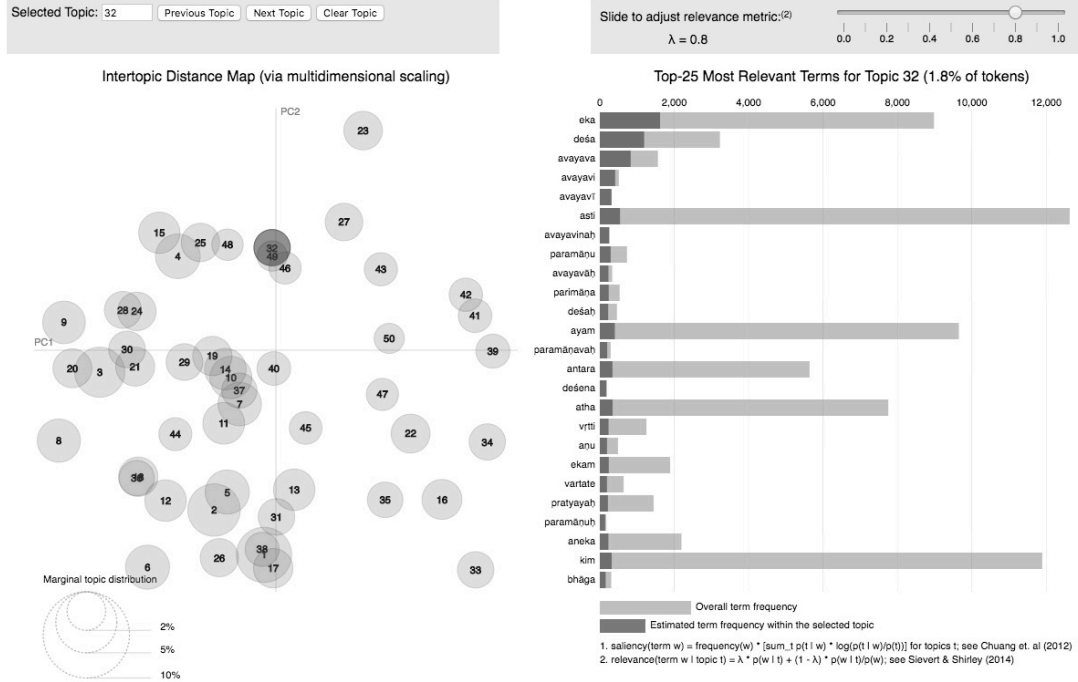 Selected Topic: 32 Previous Topic Next Topic Clear Topic
Slide to adjust relevance metric:(2)
λ = 0.8
0.0 0.2 0.4 0.6 0.8 1.0
Intertopic Distance Map (via multidimensional scaling)
PC2
PC1
23
27
15
25
48
4
32
49
46
43
42
41
28 24
9
50
39
30
19
29
21
20
3
14
10
40
37
7
47
11
45
44
22
8
34
36
12
5
13
2
35
16
31
38
1
26
17
6
33
Marginal topic distribution
2%
5%
10%
Top-25 Most Relevant Terms for Topic 32 (1.8% of tokens)
0 2,000 4,000 6,000 8,000 10,000 12,000
eka
deśa
avayava
avayavi
avayavī
asti
avayavinaḥ
paramāṇu
avayavāḥ
parimāṇa
deśaḥ
ayam
paramāṇavaḥ
antara
deśena
atha
vṛtti
aṇu
ekam
vartate
pratyayaḥ
paramāṇuḥ
aneka
kim
bhāga
Overall term frequency
Estimated term frequency within the selected topic
1. saliency(term w) = frequency(w) * [sum_t p(t | w) * log(p(t | w)/p(t))] for topics t; see Chuang et. al (2012)
2. relevance(term w | topic t) = λ * p(w | t) + (1 - λ) * p(w | t)/p(w); see Sievert & Shirley (2014)